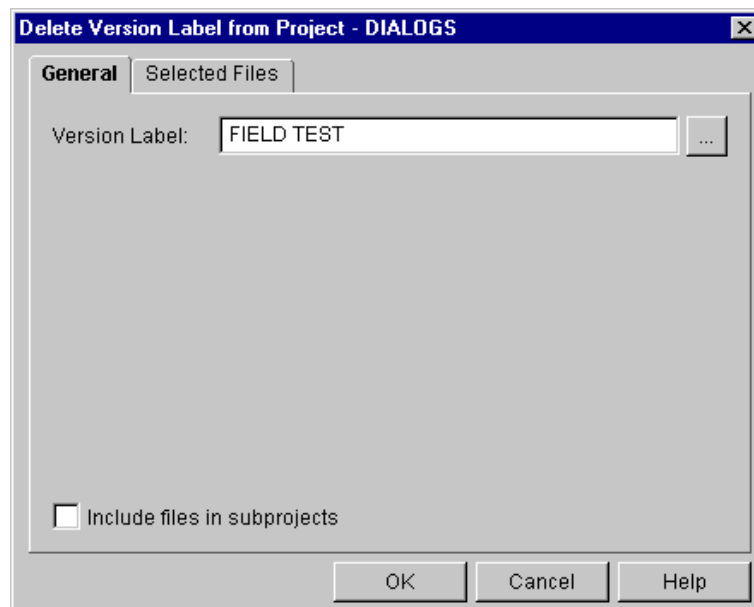 Delete Version Label from Project - DIALOGS
General Selected Files
Version Label: FIELD TEST ...
Include files in subprojects
OK Cancel Help